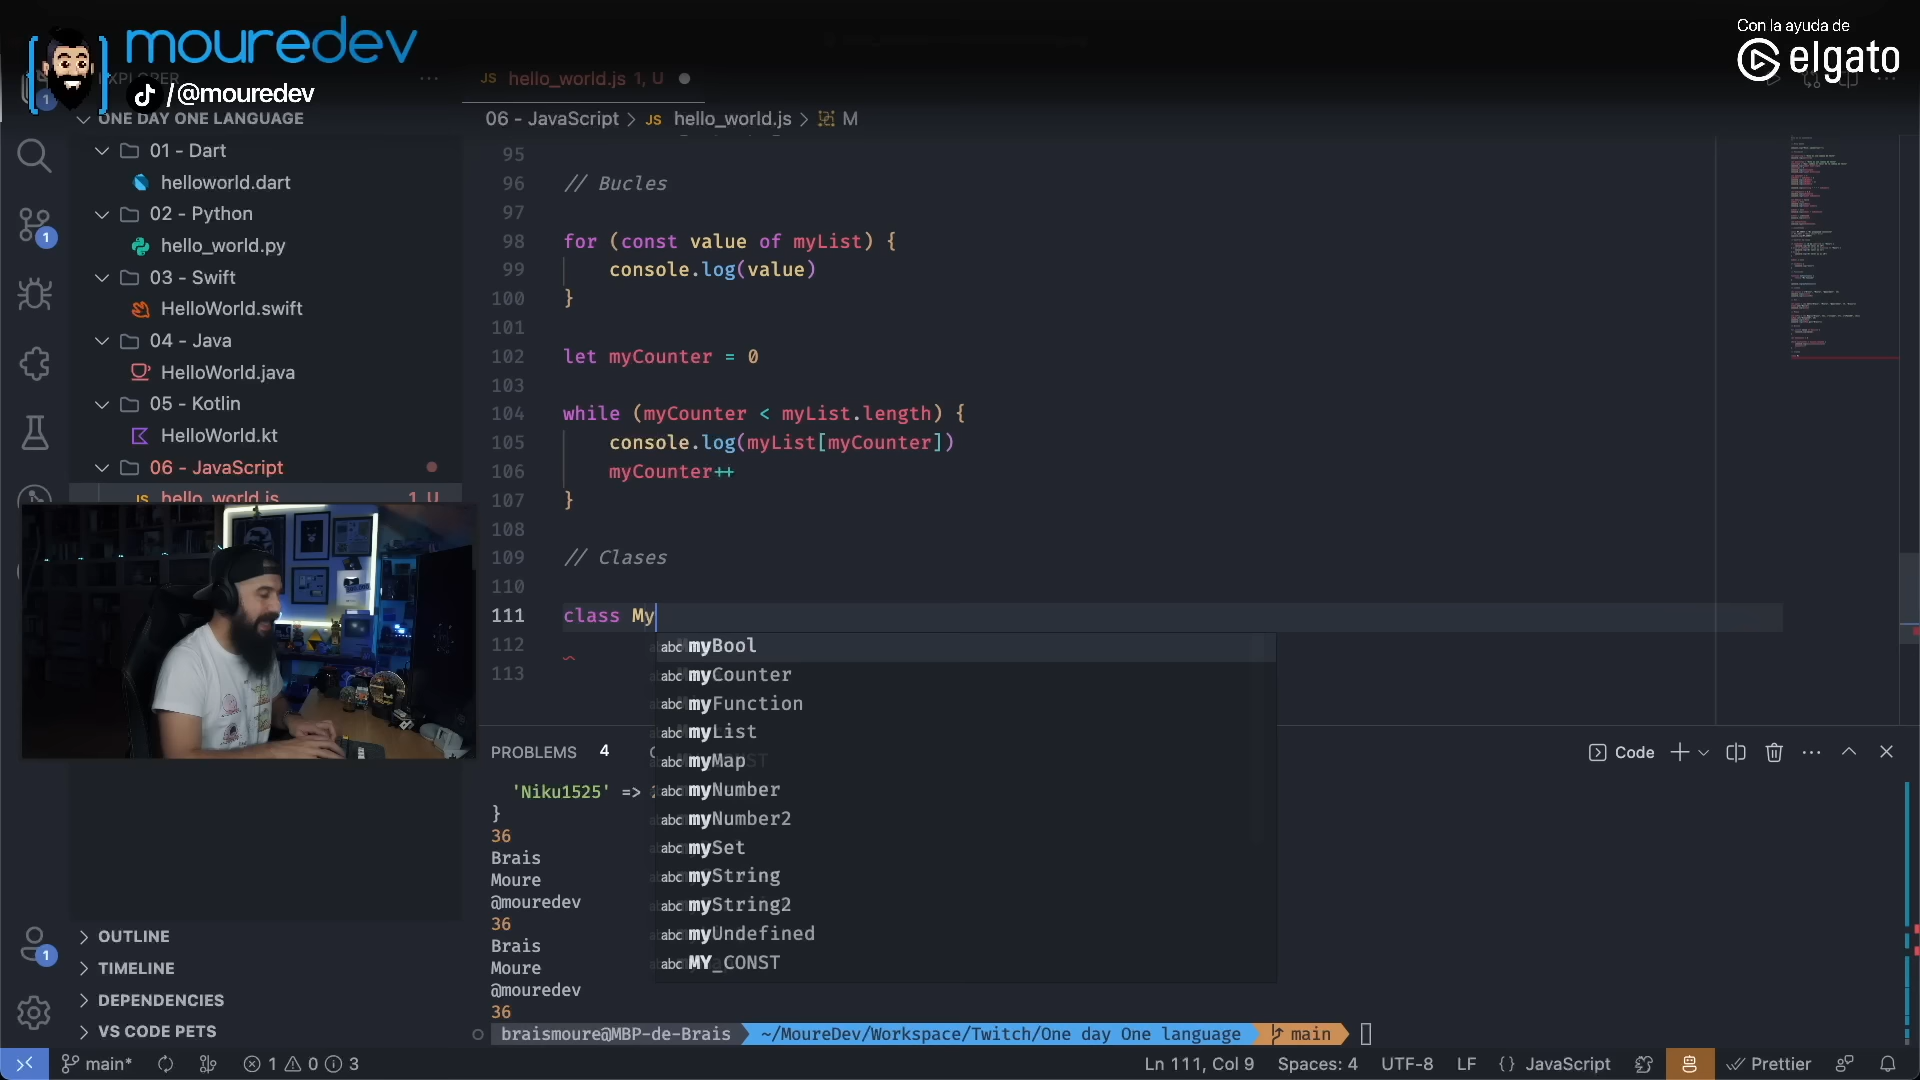 mouredev
/@mouredev
Con la ayuda de
elgato
EXPLORER
ONE DAY ONE LANGUAGE
01 - Dart
helloworld.dart
02 - Python
hello_world.py
03 - Swift
HelloWorld.swift
04 - Java
HelloWorld.java
05 - Kotlin
HelloWorld.kt
06 - JavaScript
JS hello_world.js 1, U
OUTLINE
TIMELINE
DEPENDENCIES
VS CODE PETS
JS hello_world.js 1, U
06 - JavaScript > JS hello_world.js > M
95
96 // Bucles
97
98 for (const value of myList) {
99 console.log(value)
100 }
101
102 let myCounter = 0
103
104 while (myCounter < myList.length) {
105 console.log(myList[myCounter])
106 myCounter++
107 }
108
109 // Clases
110
111 class My
112
113
abc myBool
abc myCounter
abc myFunction
abc myList
abc myMap
abc myNumber
abc myNumber2
abc mySet
abc myString
abc myString2
abc myUndefined
abc MY_CONST
PROBLEMS 4
Code
'Niku1525' =>
}
36
Brais
Moure
@mouredev
36
Brais
Moure
@mouredev
36
braismoure@MBP-de-Brais ~/MoureDev/Workspace/Twitch/One day One language main
main* 1 0 3
Ln 111, Col 9 Spaces: 4 UTF-8 LF {} JavaScript Prettier